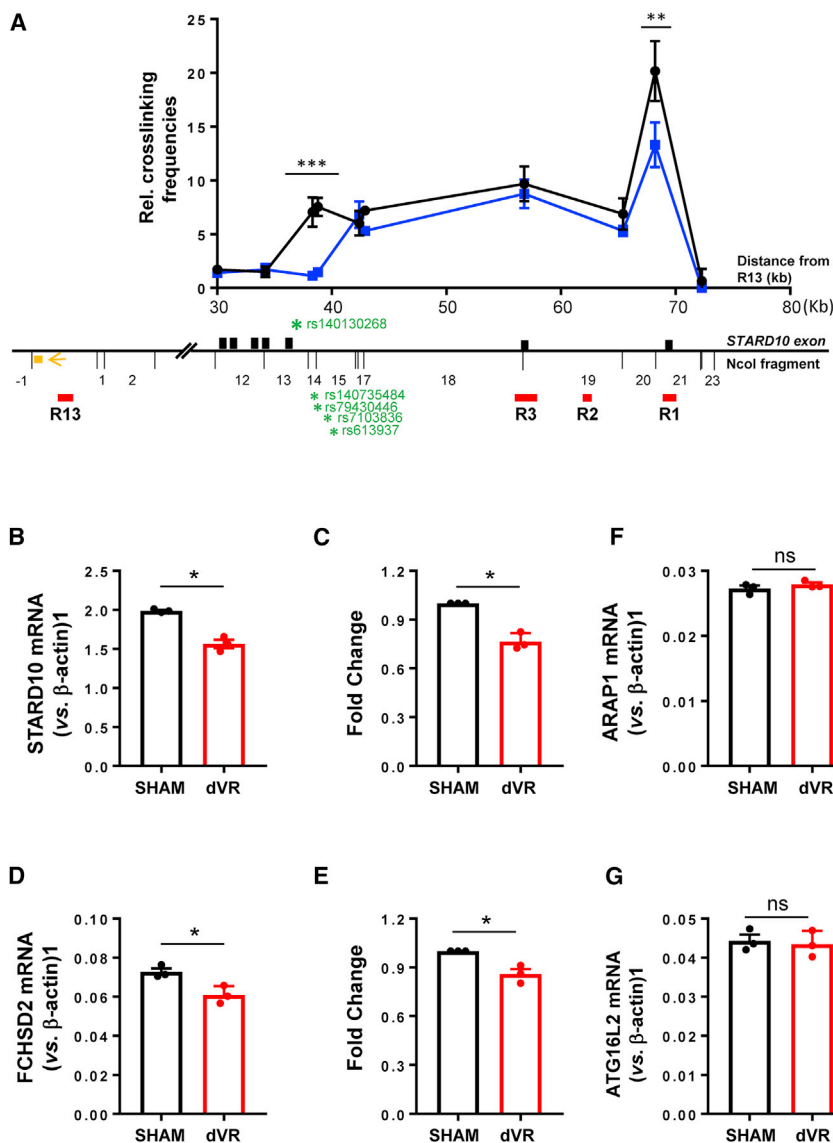 A
Rel. crosslinking
frequencies
25
20
15
10
5
0
***
**
Distance from
R13 (kb)
30 40 50 60 70 80 (Kb)
* rs140130268
STARD10 exon
NcoI fragment
-1 1 2 12 13 14 15 17 18 19 20 21 23
* rs140735484
* rs79430446
* rs7103836
* rs613937
R13 R3 R2 R1
B
STARD10 mRNA
(vs. β-actin)1
2.5
2.0
1.5
1.0
0.5
0.0
*
SHAM dVR
C
Fold Change
1.2
0.9
0.6
0.3
0.0
*
SHAM dVR
F
ARAP1 mRNA
(vs. β-actin)1
0.03
0.02
0.01
0.00
ns
SHAM dVR
D
FCHSD2 mRNA
(vs. β-actin)1
0.10
0.08
0.06
0.04
0.02
0.00
*
SHAM dVR
E
Fold Change
1.2
0.9
0.6
0.3
0.0
*
SHAM dVR
G
ATG16L2 mRNA
(vs. β-actin)1
0.05
0.04
0.03
0.02
0.01
0.00
ns
SHAM dVR